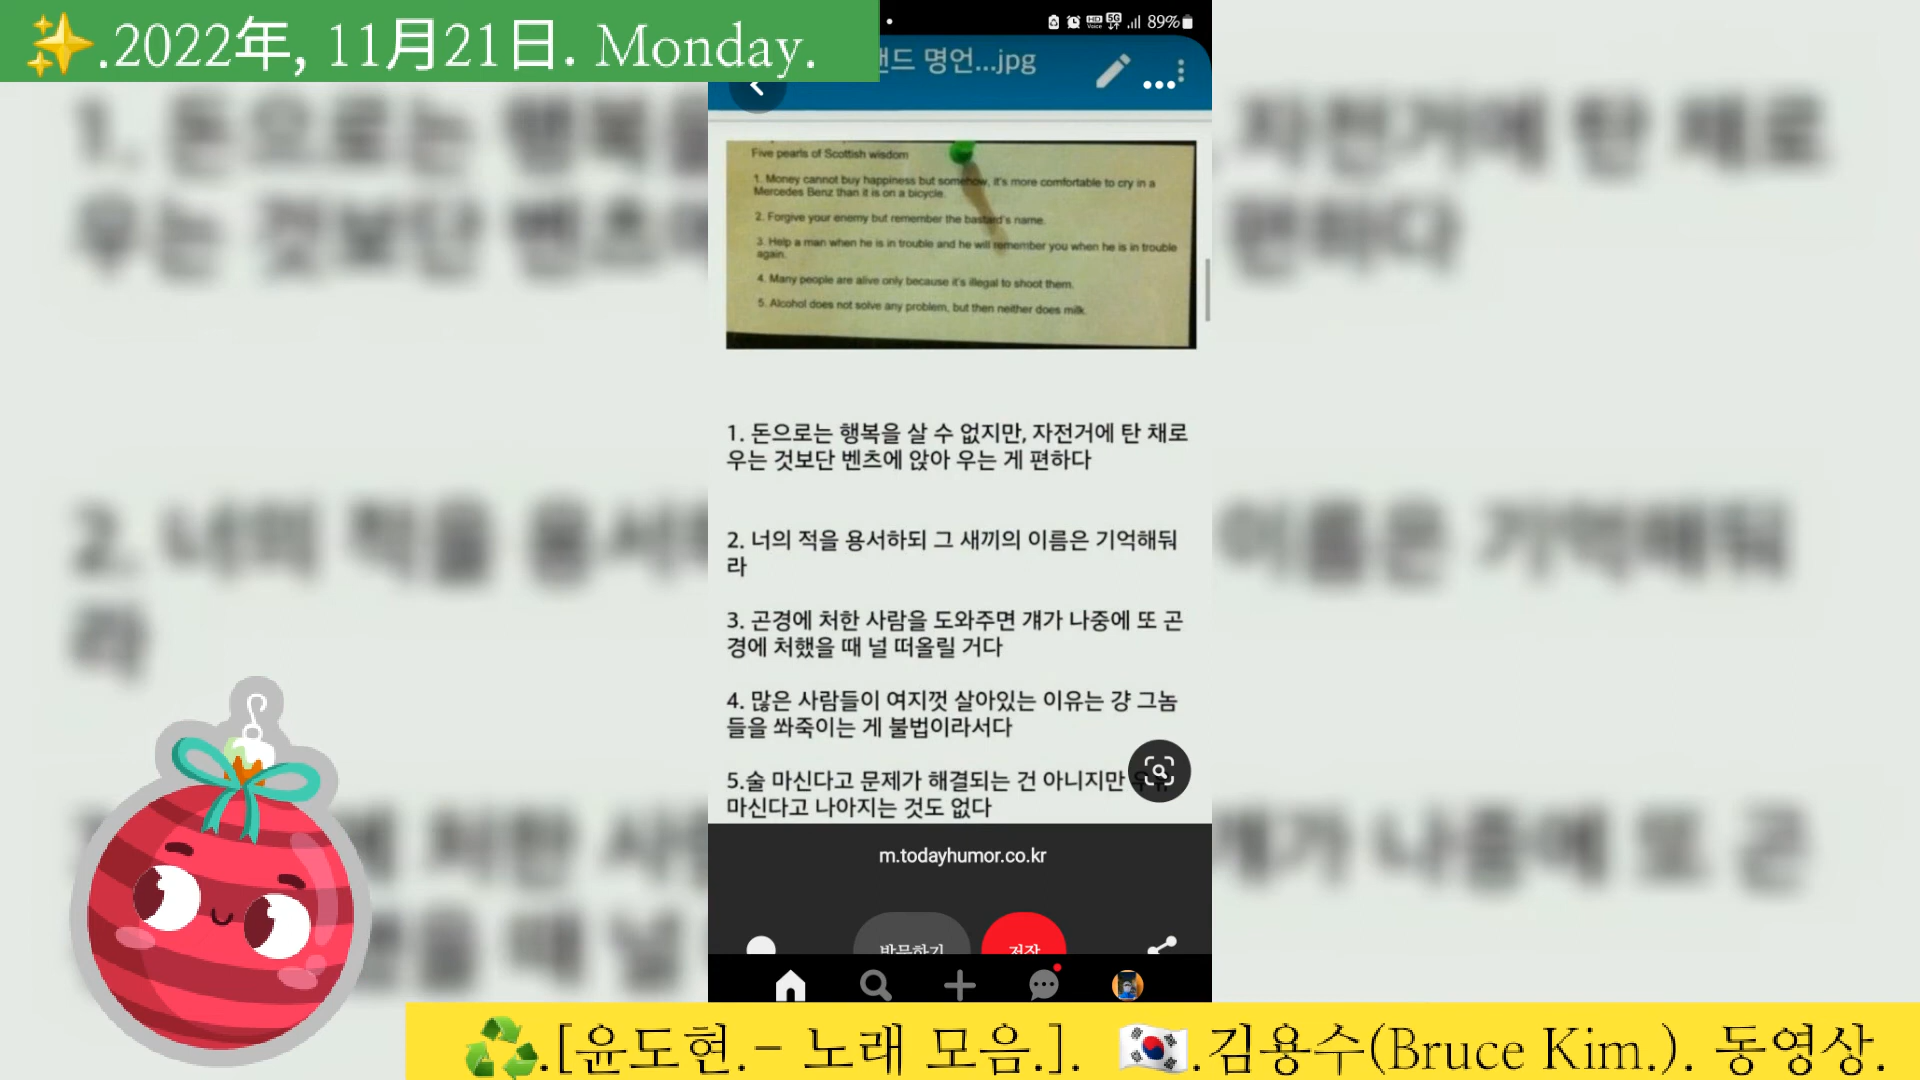 ✨.2022年, 11月21日. Monday.
89%
명언...jpg
Five pearls of Scottish wisdom
1. Money cannot buy happiness but somehow, it's more comfortable to cry in a
Mercedes Benz than it is on a bicycle.
2. Forgive your enemy but remember the bastard's name.
3. Help a man when he is in trouble and he will remember you when he is in trouble
again.
4. Many people are alive only because it's illegal to shoot them.
5. Alcohol does not solve any problem, but then neither does milk.
1. 돈으로는 행복을 살 수 없지만, 자전거에 탄 채로
우는 것보단 벤츠에 앉아 우는 게 편하다
2. 너의 적을 용서하되 그 새끼의 이름은 기억해둬
라
3. 곤경에 처한 사람을 도와주면 걔가 나중에 또 곤
경에 처했을 때 널 떠올릴 거다
4. 많은 사람들이 여지껏 살아있는 이유는 걍 그놈
들을 쏴죽이는 게 불법이라서다
5.술 마신다고 문제가 해결되는 건 아니지만
마신다고 나아지는 것도 없다
m.todayhumor.co.kr
방문하기 저장
♻.[윤도현.- 노래 모음.]. 🇰🇷.김용수(Bruce Kim.). 동영상.